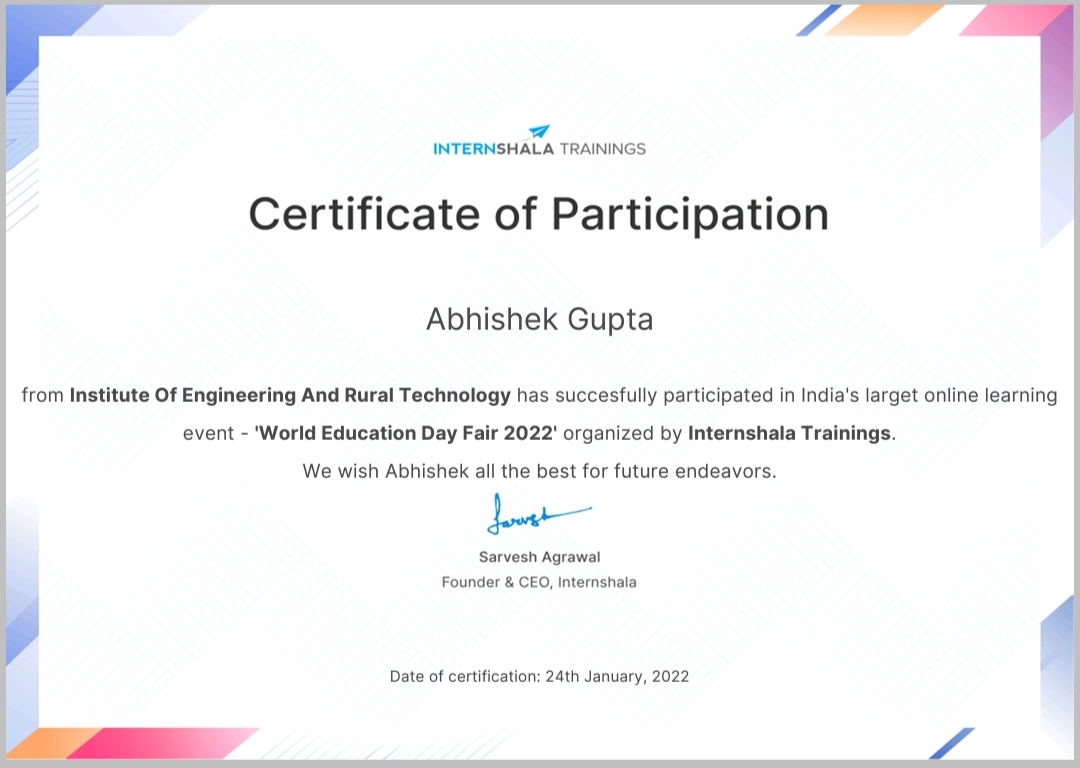 INTERNSHALA TRAININGS
Certificate of Participation
Abhishek Gupta
from Institute Of Engineering And Rural Technology has succesfully participated in India's larget online learning
event - 'World Education Day Fair 2022' organized by Internshala Trainings.
We wish Abhishek all the best for future endeavors.
Sarvesh
Sarvesh Agrawal
Founder & CEO, Internshala
Date of certification: 24th January, 2022